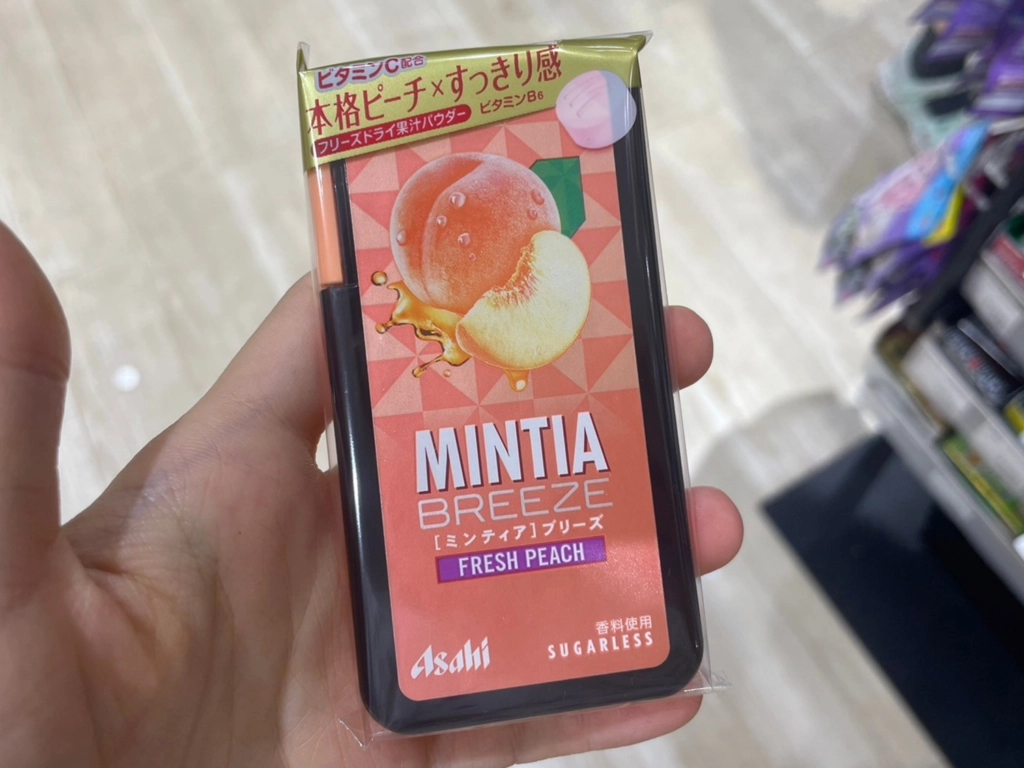 ビタミンC配合
本格ピーチ×すっきり感
フリーズドライ果汁パウダー ビタミンB6
MINTIA
BREEZE
[ミンティア]ブリーズ
FRESH PEACH
香料使用
Asahi SUGARLESS